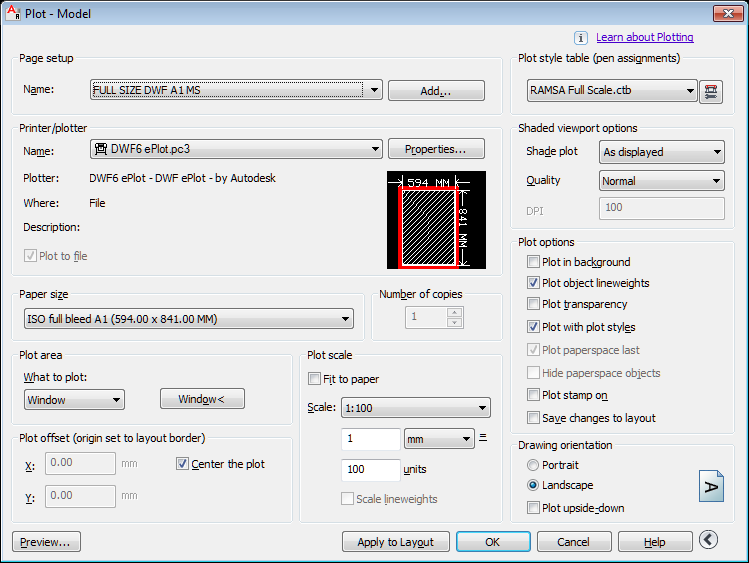 Plot - Model
Learn about Plotting
Page setup
Name:
FULL SIZE DWF A1 MS
Add...
Plot style table (pen assignments)
RAMSA Full Scale.ctb
Printer/plotter
Name:
DWF6 ePlot.pc3
Properties...
Plotter:
DWF6 ePlot - DWF ePlot - by Autodesk
Where:
File
Description:
Plot to file
594 MM
841 MM
Shaded viewport options
Shade plot
As displayed
Quality
Normal
DPI
100
Paper size
ISO full bleed A1 (594.00 x 841.00 MM)
Number of copies
1
Plot options
Plot in background
Plot object lineweights
Plot transparency
Plot with plot styles
Plot paperspace last
Hide paperspace objects
Plot stamp on
Save changes to layout
Plot area
What to plot:
Window
Window<
Plot scale
Fit to paper
Scale:
1:100
1
mm
=
100
units
Scale lineweights
Plot offset (origin set to layout border)
X:
0.00
mm
Center the plot
Y:
0.00
mm
Drawing orientation
Portrait
Landscape
Plot upside-down
A
Preview...
Apply to Layout
OK
Cancel
Help